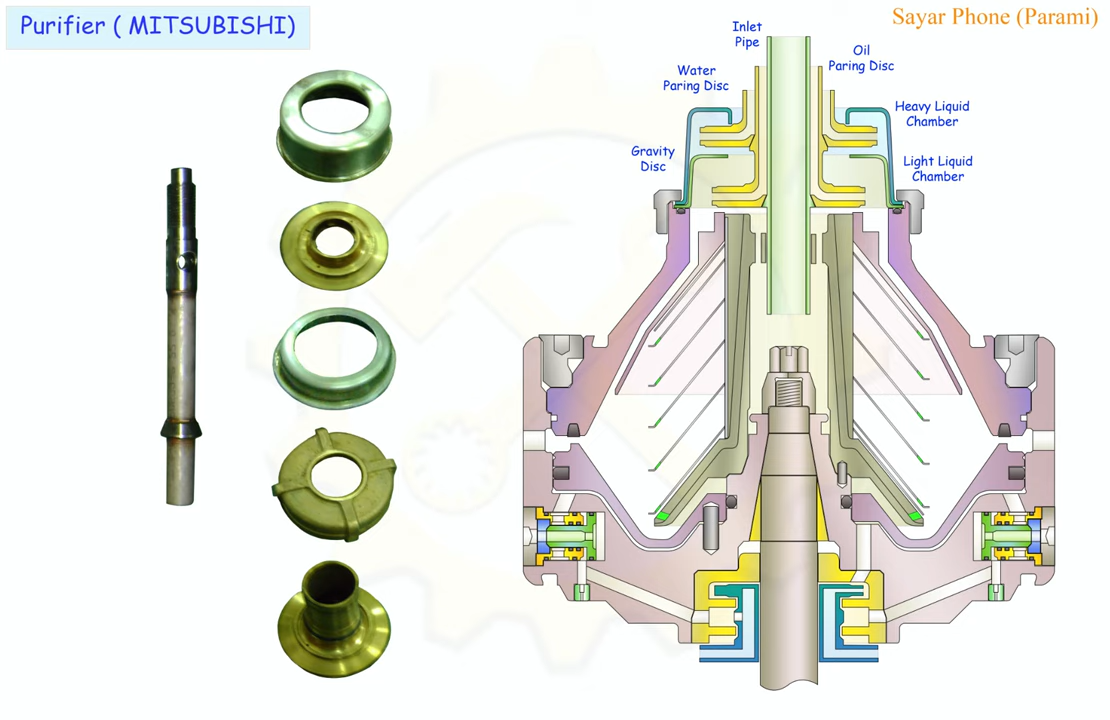 Purifier ( MITSUBISHI)
Sayar Phone (Parami)
Inlet
Pipe
Oil
Paring Disc
Water
Paring Disc
Heavy Liquid
Chamber
Gravity
Disc
Light Liquid
Chamber